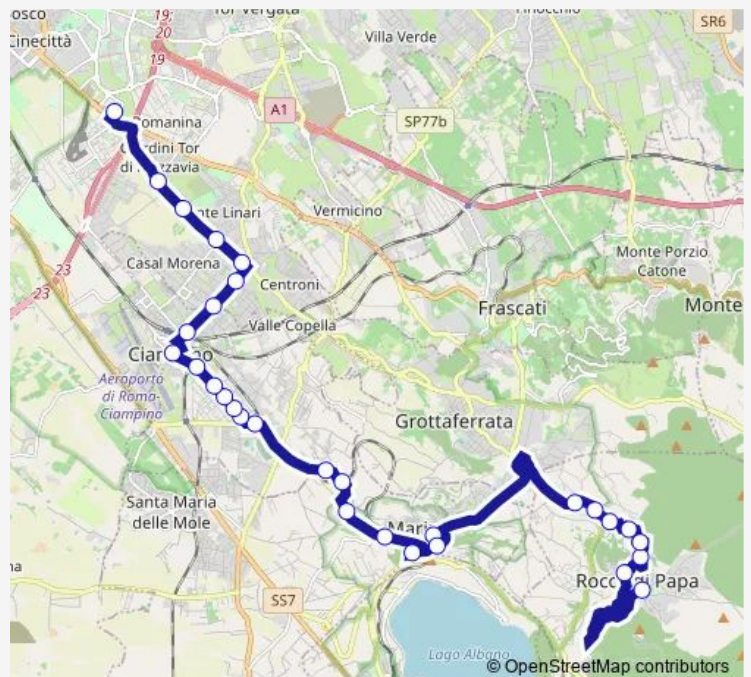 19;
20
19
Tor Vergata
SR6
Cinecittà
Villa Verde
A1
SP77b
Romanina
Vermicino
Casal Morena
Centroni
Monte Porzio
Catone
23
23
Frascati
Monte
Valle Copella
Aeroporto
di Roma-
Ciampino
Grottaferrata
Santa Maria
delle Mole
SS7
Lago Albano
© OpenStreetMap contributors